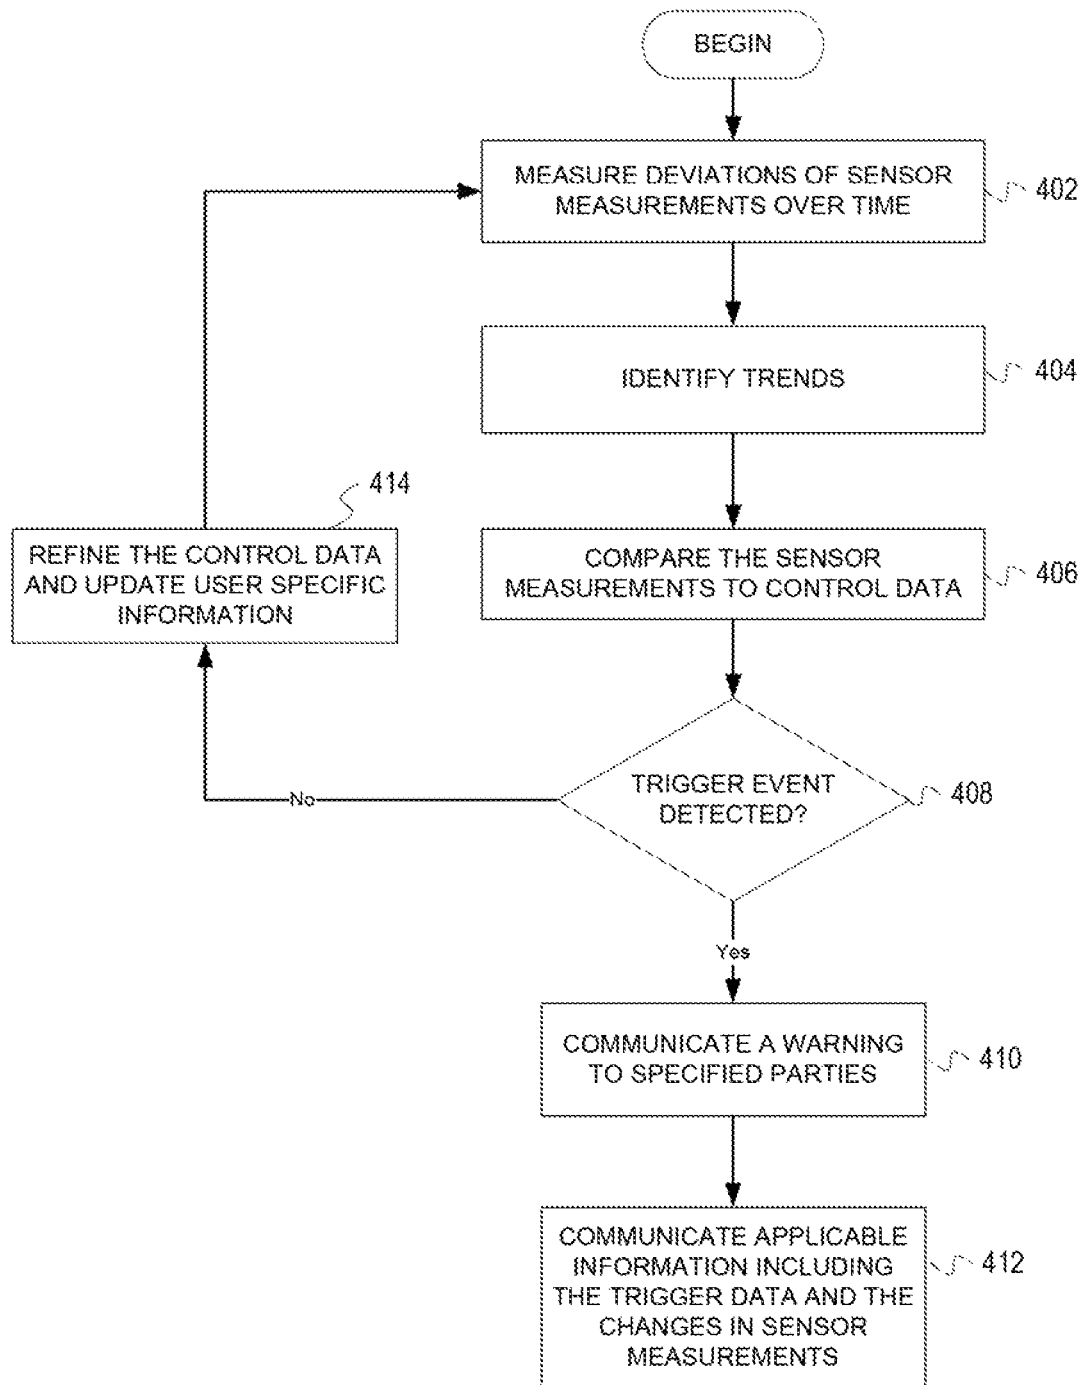 BEGIN
MEASURE DEVIATIONS OF SENSOR
MEASUREMENTS OVER TIME
402
IDENTIFY TRENDS
404
414
REFINE THE CONTROL DATA
AND UPDATE USER SPECIFIC
INFORMATION
COMPARE THE SENSOR
MEASUREMENTS TO CONTROL DATA
406
TRIGGER EVENT
DETECTED?
408
No
Yes
COMMUNICATE A WARNING
TO SPECIFIED PARTIES
410
COMMUNICATE APPLICABLE
INFORMATION INCLUDING
THE TRIGGER DATA AND THE
CHANGES IN SENSOR
MEASUREMENTS
412